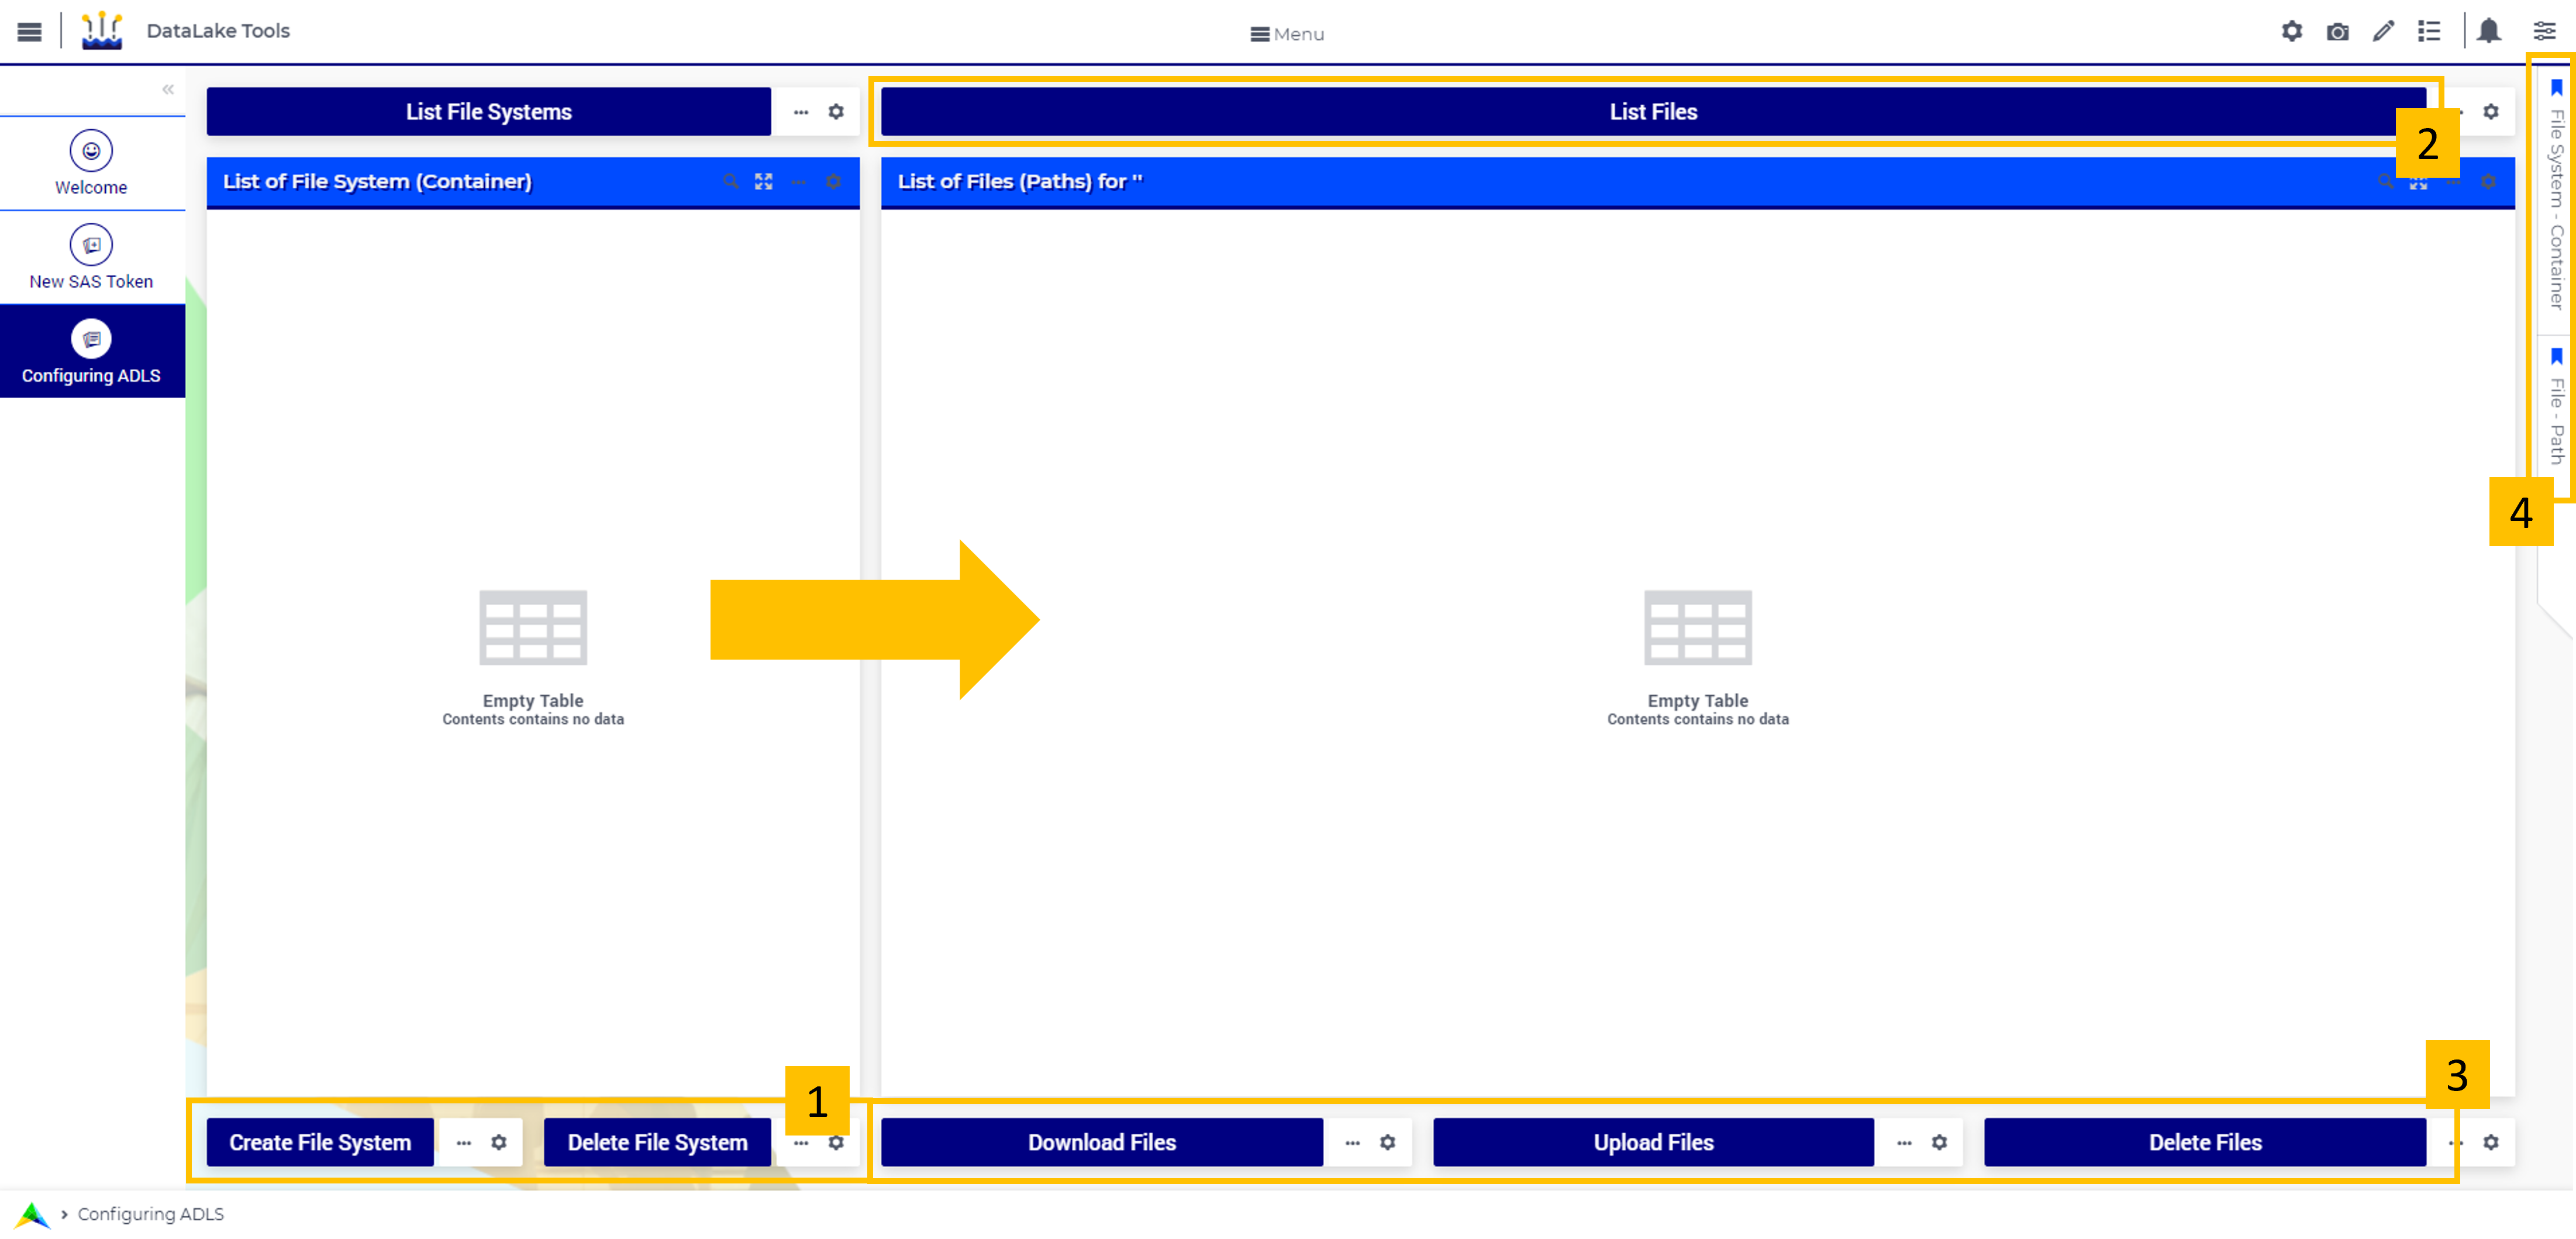 DataLake Tools
Menu
«
Welcome
New SAS Token
Configuring ADLS
List File Systems
List Files
2
List of File System (Container)
List of Files (Paths) for ''
Empty Table
Contents contains no data
Empty Table
Contents contains no data
File System - Container
File - Path
4
1
3
Create File System
Delete File System
Download Files
Upload Files
Delete Files
> Configuring ADLS